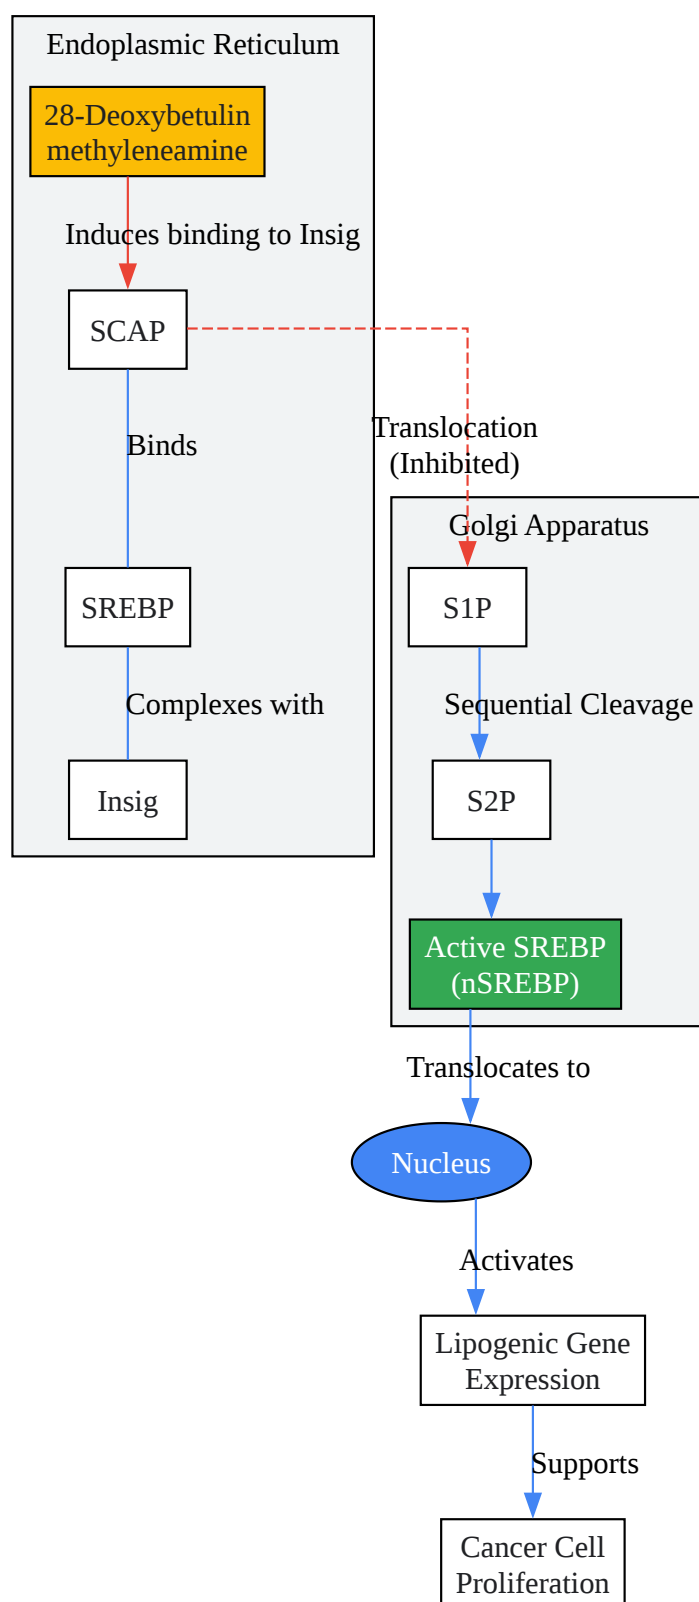 Endoplasmic Reticulum
28-Deoxybetulin
methyleneamine
Induces binding to Insig
SCAP
Binds
Translocation
(Inhibited)
Golgi Apparatus
SREBP
S1P
Complexes with
Sequential Cleavage
Insig
S2P
Active SREBP
(nSREBP)
Translocates to
Nucleus
Activates
Lipogenic Gene
Expression
Supports
Cancer Cell
Proliferation